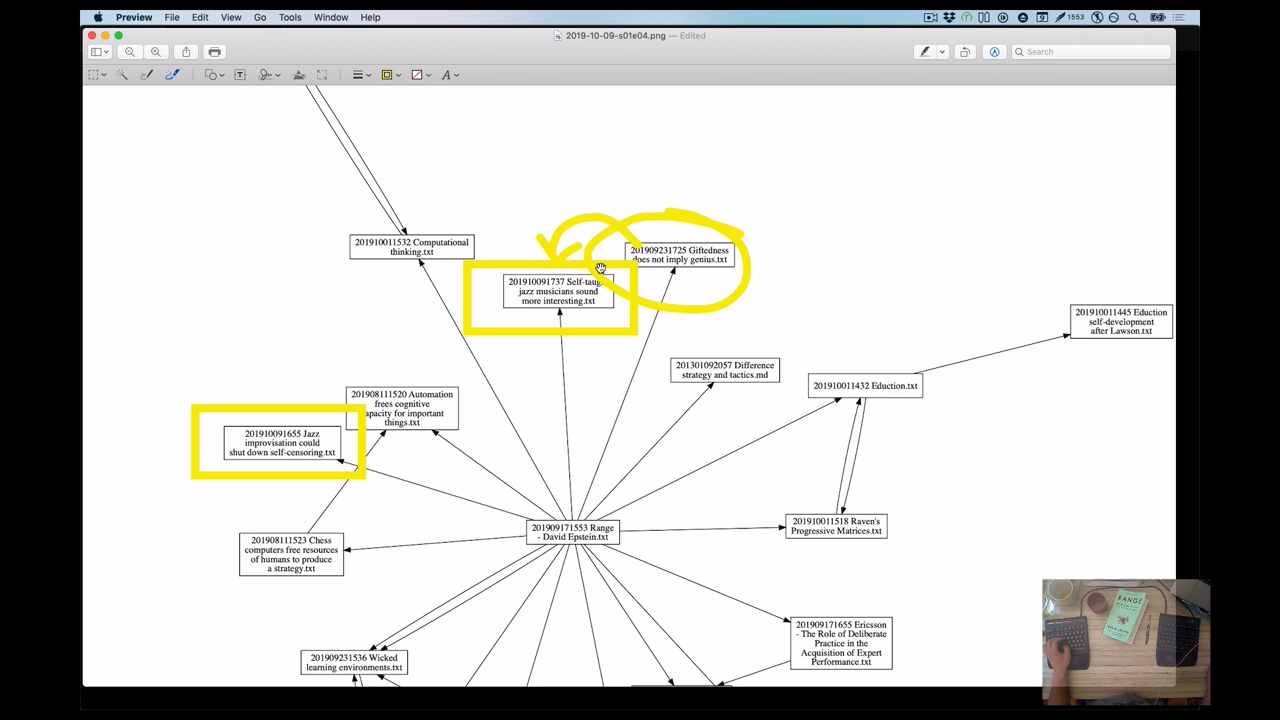 Preview File Edit View Go Tools Window Help
1553
2019-10-09-s01e04.png — Edited
Search
201910011532 Computational
thinking.txt
201909231725 Giftedness
does not imply genius.txt
201910091737 Self-taug
jazz musicians sound
more interesting.txt
201910011445 Eduction
self-development
after Lawson.txt
201301092057 Difference
strategy and tactics.md
201910011432 Eduction.txt
201908111520 Automation
frees cognitive
capacity for important
things.txt
201910091655 Jazz
improvisation could
shut down self-censoring.txt
201909171553 Range
- David Epstein.txt
201910011518 Raven's
Progressive Matrices.txt
201908111523 Chess
computers free resources
of humans to produce
a strategy.txt
201909171655 Ericsson
- The Role of Deliberate
Practice in the
Acquisition of Expert
Performance.txt
201909231536 Wicked
learning environments.txt
RANGE